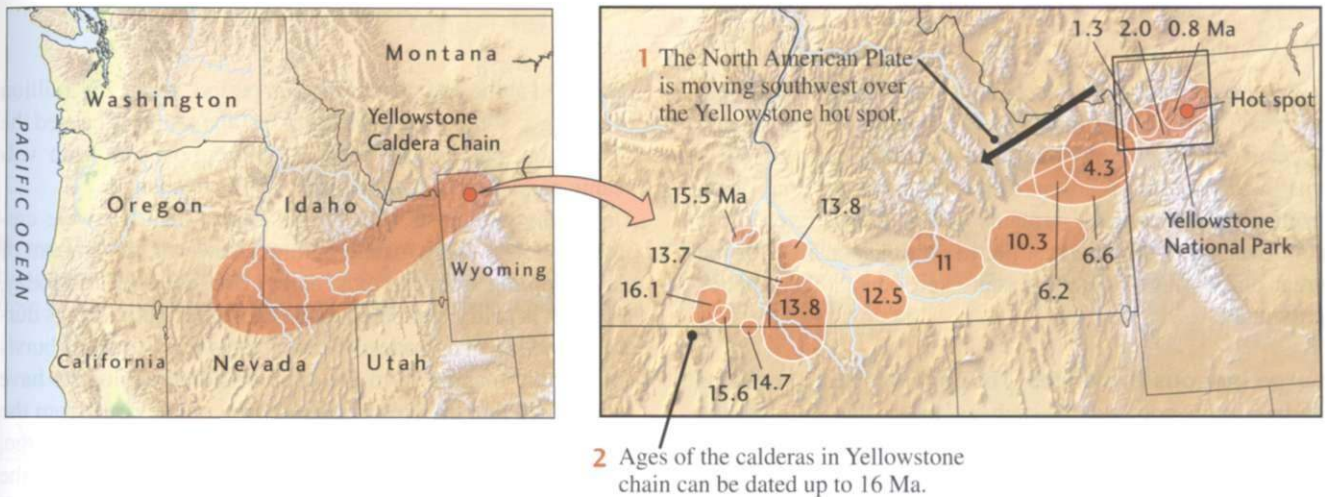 Montana
Washington
PACIFIC OCEAN
Yellowstone
Caldera Chain
Oregon
Idaho
Wyoming
California
Nevada
Utah
1.3 2.0 0.8 Ma
1 The North American Plate
is moving southwest over
the Yellowstone hot spot.
Hot spot
4.3
15.5 Ma
13.8
Yellowstone
National Park
10.3
6.6
13.7
11
6.2
16.1
12.5
13.8
15.6
14.7
2 Ages of the calderas in Yellowstone
chain can be dated up to 16 Ma.